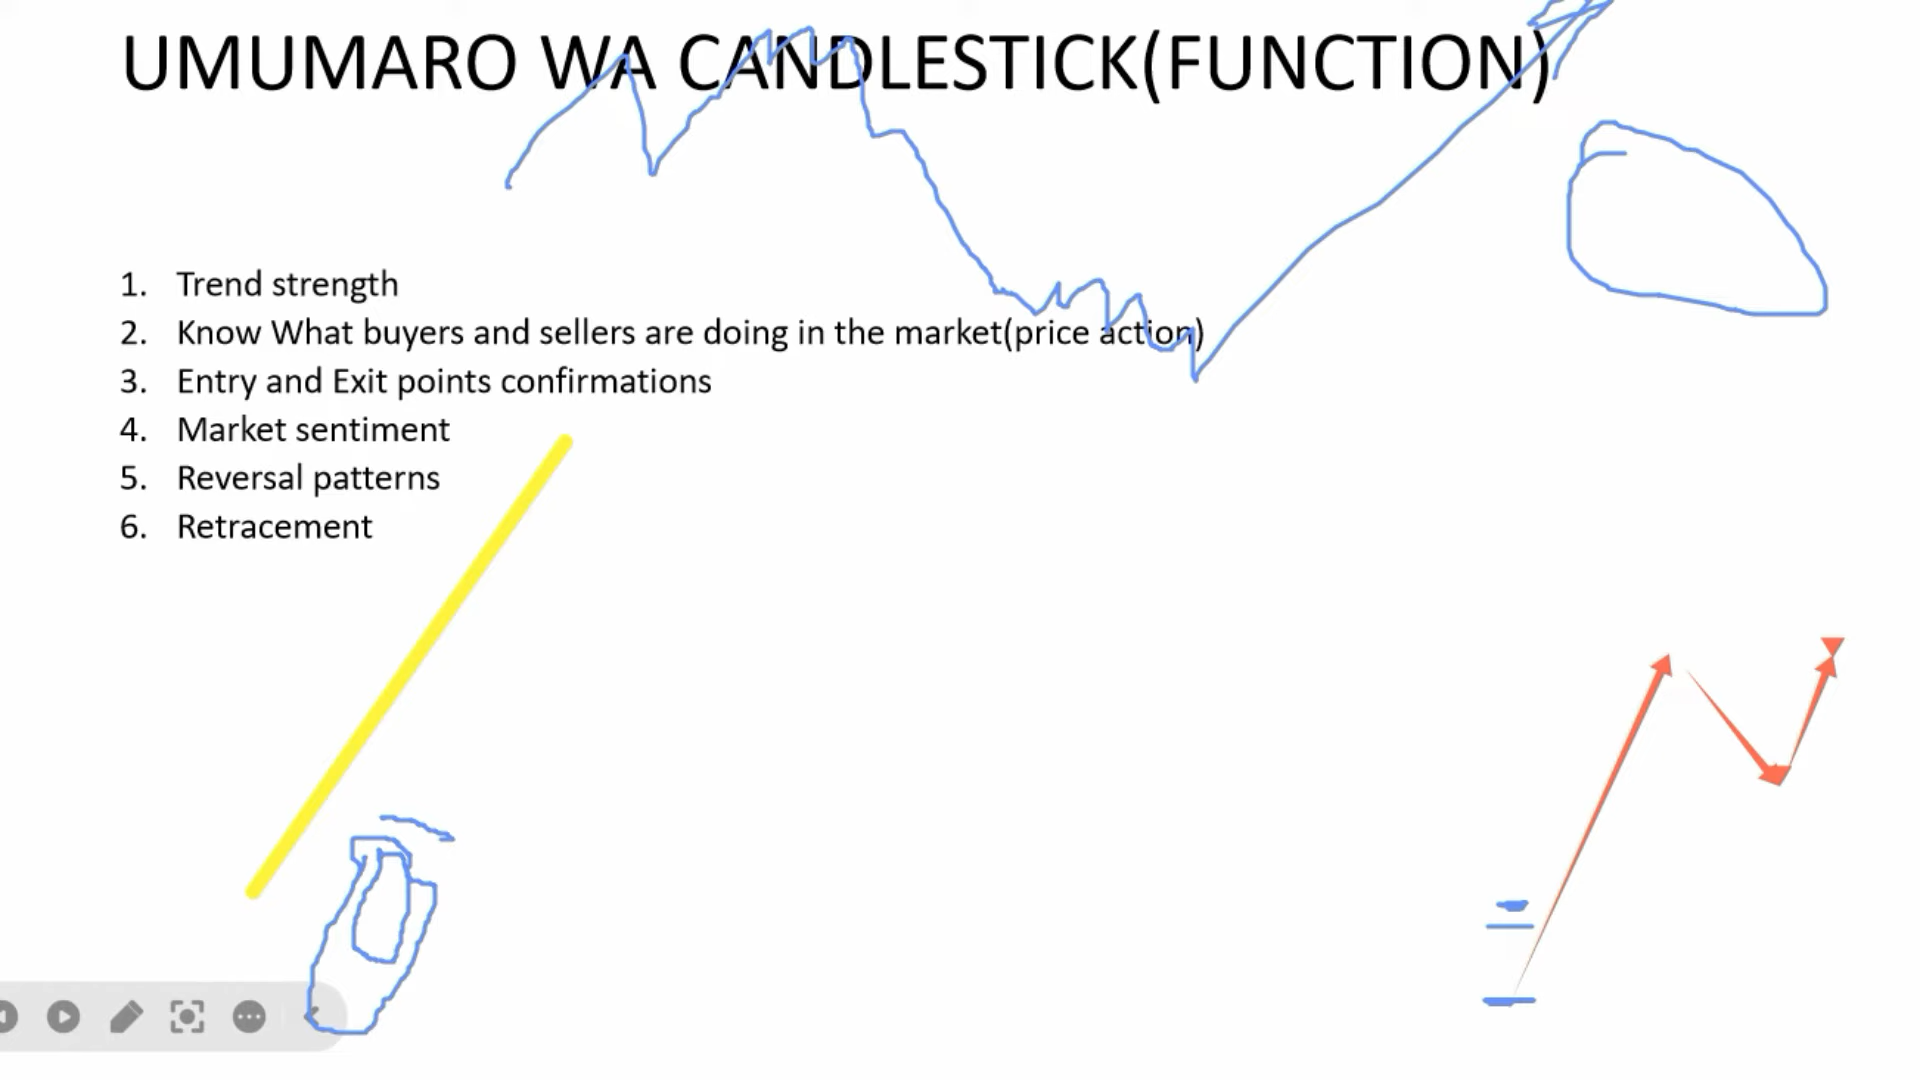 UMUMARO WA CANDLESTICK(FUNCTION)
1. Trend strength
2. Know What buyers and sellers are doing in the market(price action)
3. Entry and Exit points confirmations
4. Market sentiment
5. Reversal patterns
6. Retracement